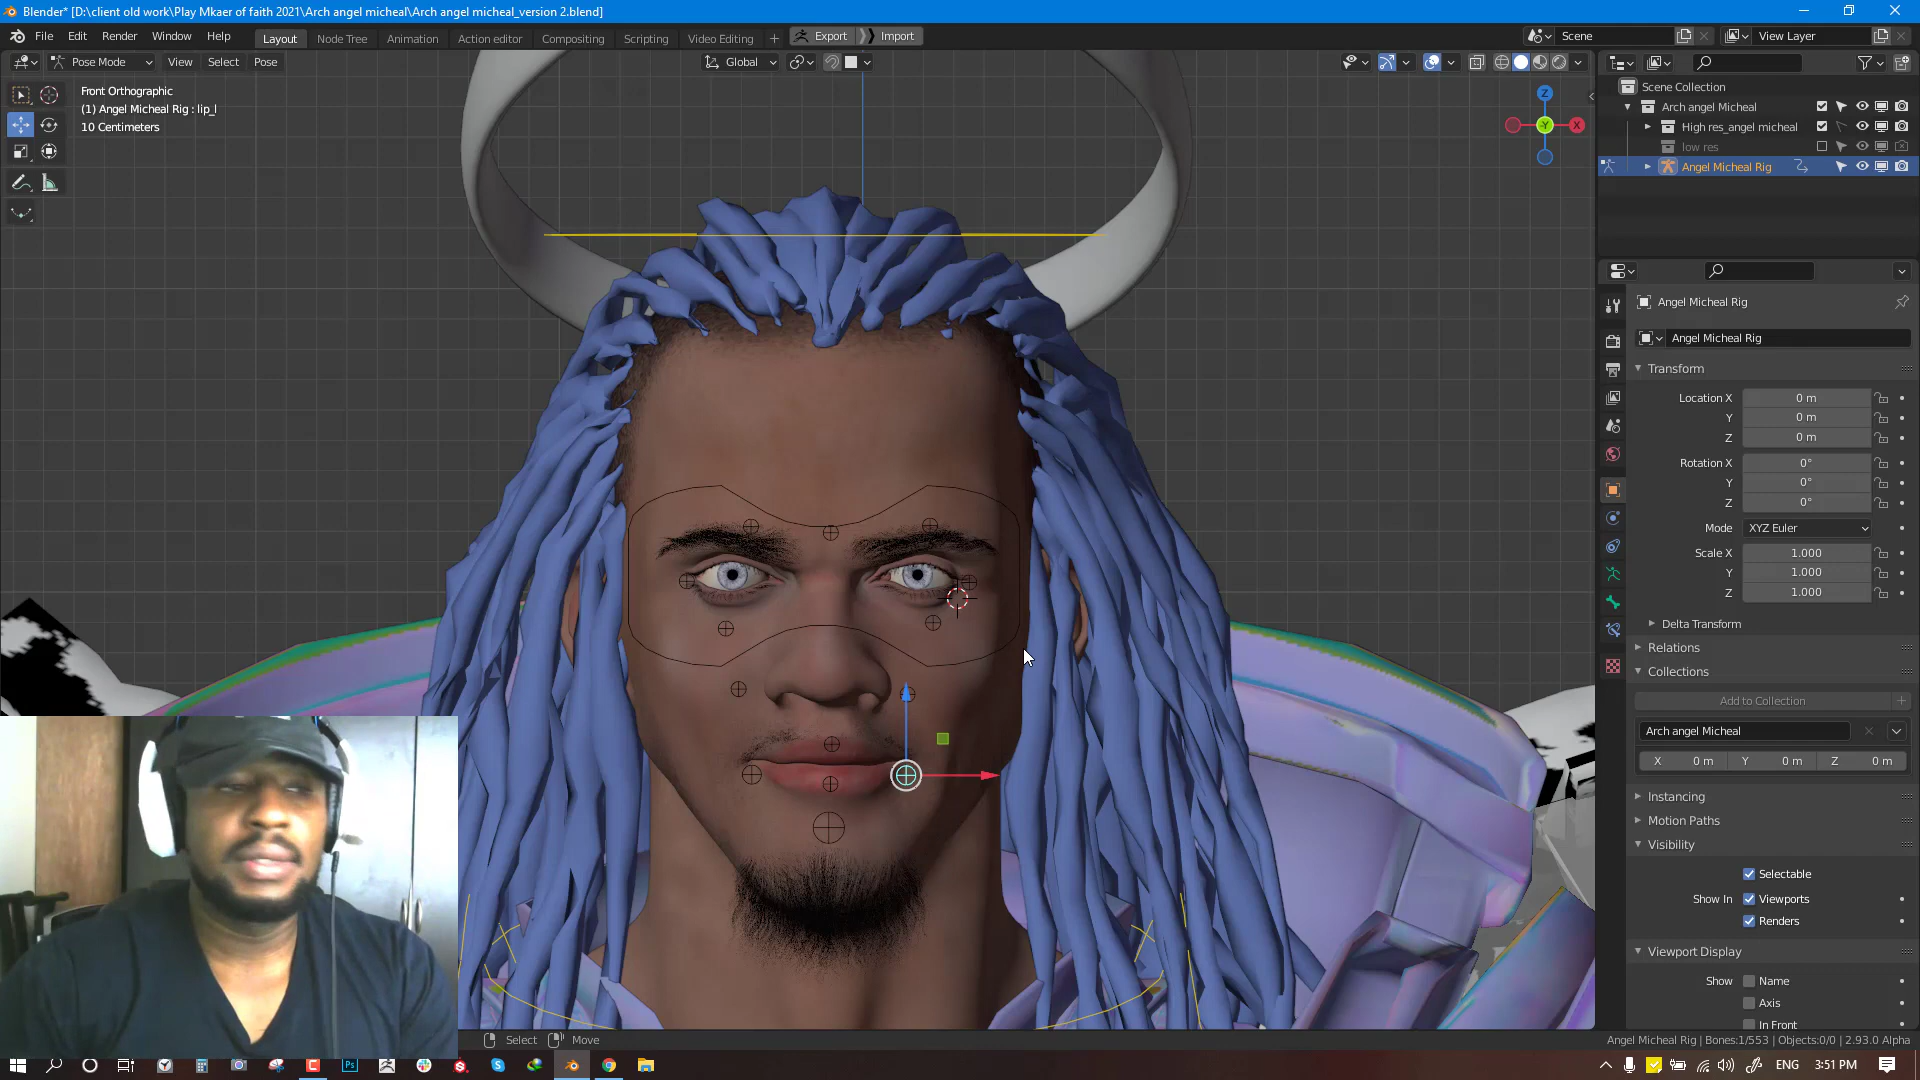 Blender* [D:\client old work\Play Mkaer of faith 2021\Arch angel micheal\Arch angel micheal_version 2.blend]
File Edit Render Window Help Layout Node Tree Animation Action editor Compositing Scripting Video Editing + Export Import Scene View Layer
Pose Mode View Select Pose Global
Front Orthographic
(1) Angel Micheal Rig : lip_l
10 Centimeters
Z
X
Y
Scene Collection
Arch angel Micheal
High res_angel micheal
low res
Angel Micheal Rig
Angel Micheal Rig
Angel Micheal Rig
Transform
Location X 0 m
Y 0 m
Z 0 m
Rotation X 0°
Y 0°
Z 0°
Mode XYZ Euler
Scale X 1.000
Y 1.000
Z 1.000
Delta Transform
Relations
Collections
Add to Collection
Arch angel Micheal
X 0 m Y 0 m Z 0 m
Instancing
Motion Paths
Visibility
Selectable
Show In Viewports
Renders
Viewport Display
Show Name
Axis
In Front
Select Move Angel Micheal Rig | Bones:1/553 | Objects:0/0 | 2.93.0 Alpha
Ps ENG 3:51 PM